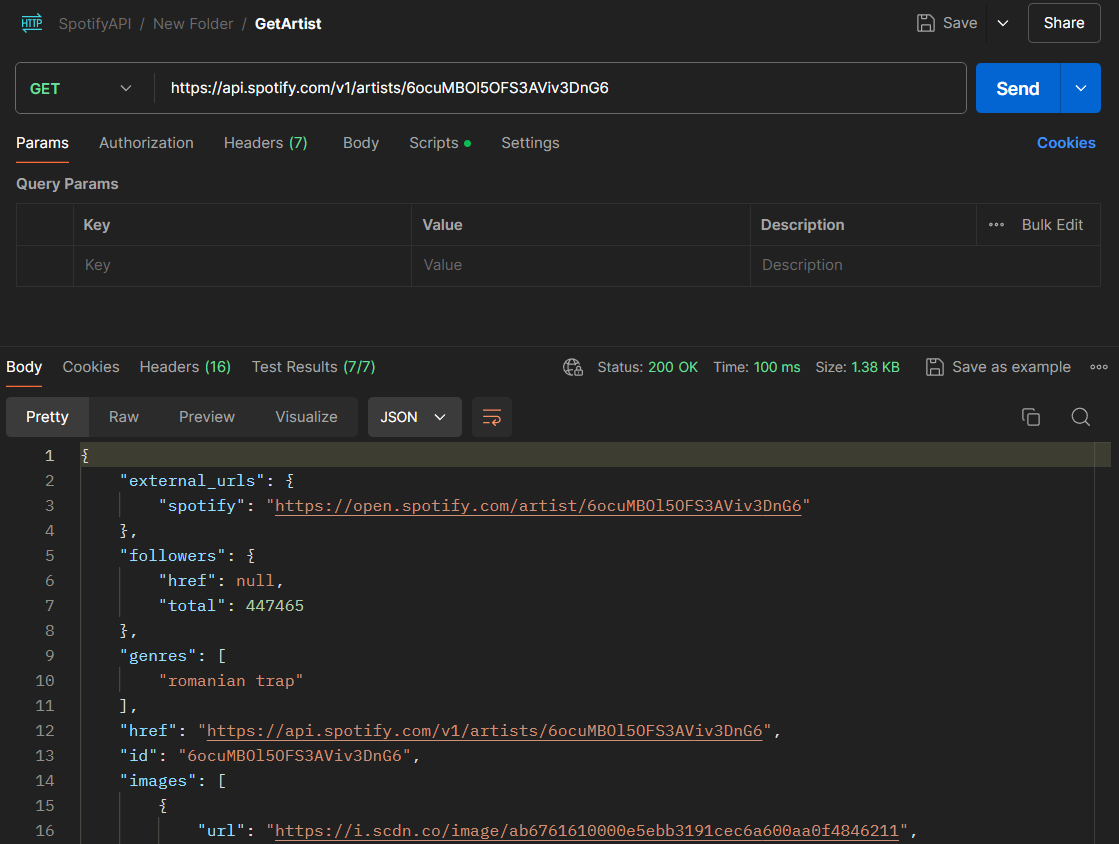 HTTP SpotifyAPI / New Folder / GetArtist Save Share
GET https://api.spotify.com/v1/artists/6ocuMBOl5OFS3AViv3DnG6 Send
Params Authorization Headers (7) Body Scripts Settings Cookies
Query Params
Key Value Description Bulk Edit
Key Value Description
Body Cookies Headers (16) Test Results (7/7) Status: 200 OK Time: 100 ms Size: 1.38 KB Save as example
Pretty Raw Preview Visualize JSON
1 {
2 "external_urls": {
3 "spotify": "https://open.spotify.com/artist/6ocuMBOl5OFS3AViv3DnG6"
4 },
5 "followers": {
6 "href": null,
7 "total": 447465
8 },
9 "genres": [
10 "romanian trap"
11 ],
12 "href": "https://api.spotify.com/v1/artists/6ocuMBOl5OFS3AViv3DnG6",
13 "id": "6ocuMBOl5OFS3AViv3DnG6",
14 "images": [
15 {
16 "url": "https://i.scdn.co/image/ab6761610000e5ebb3191cec6a600aa0f4846211",